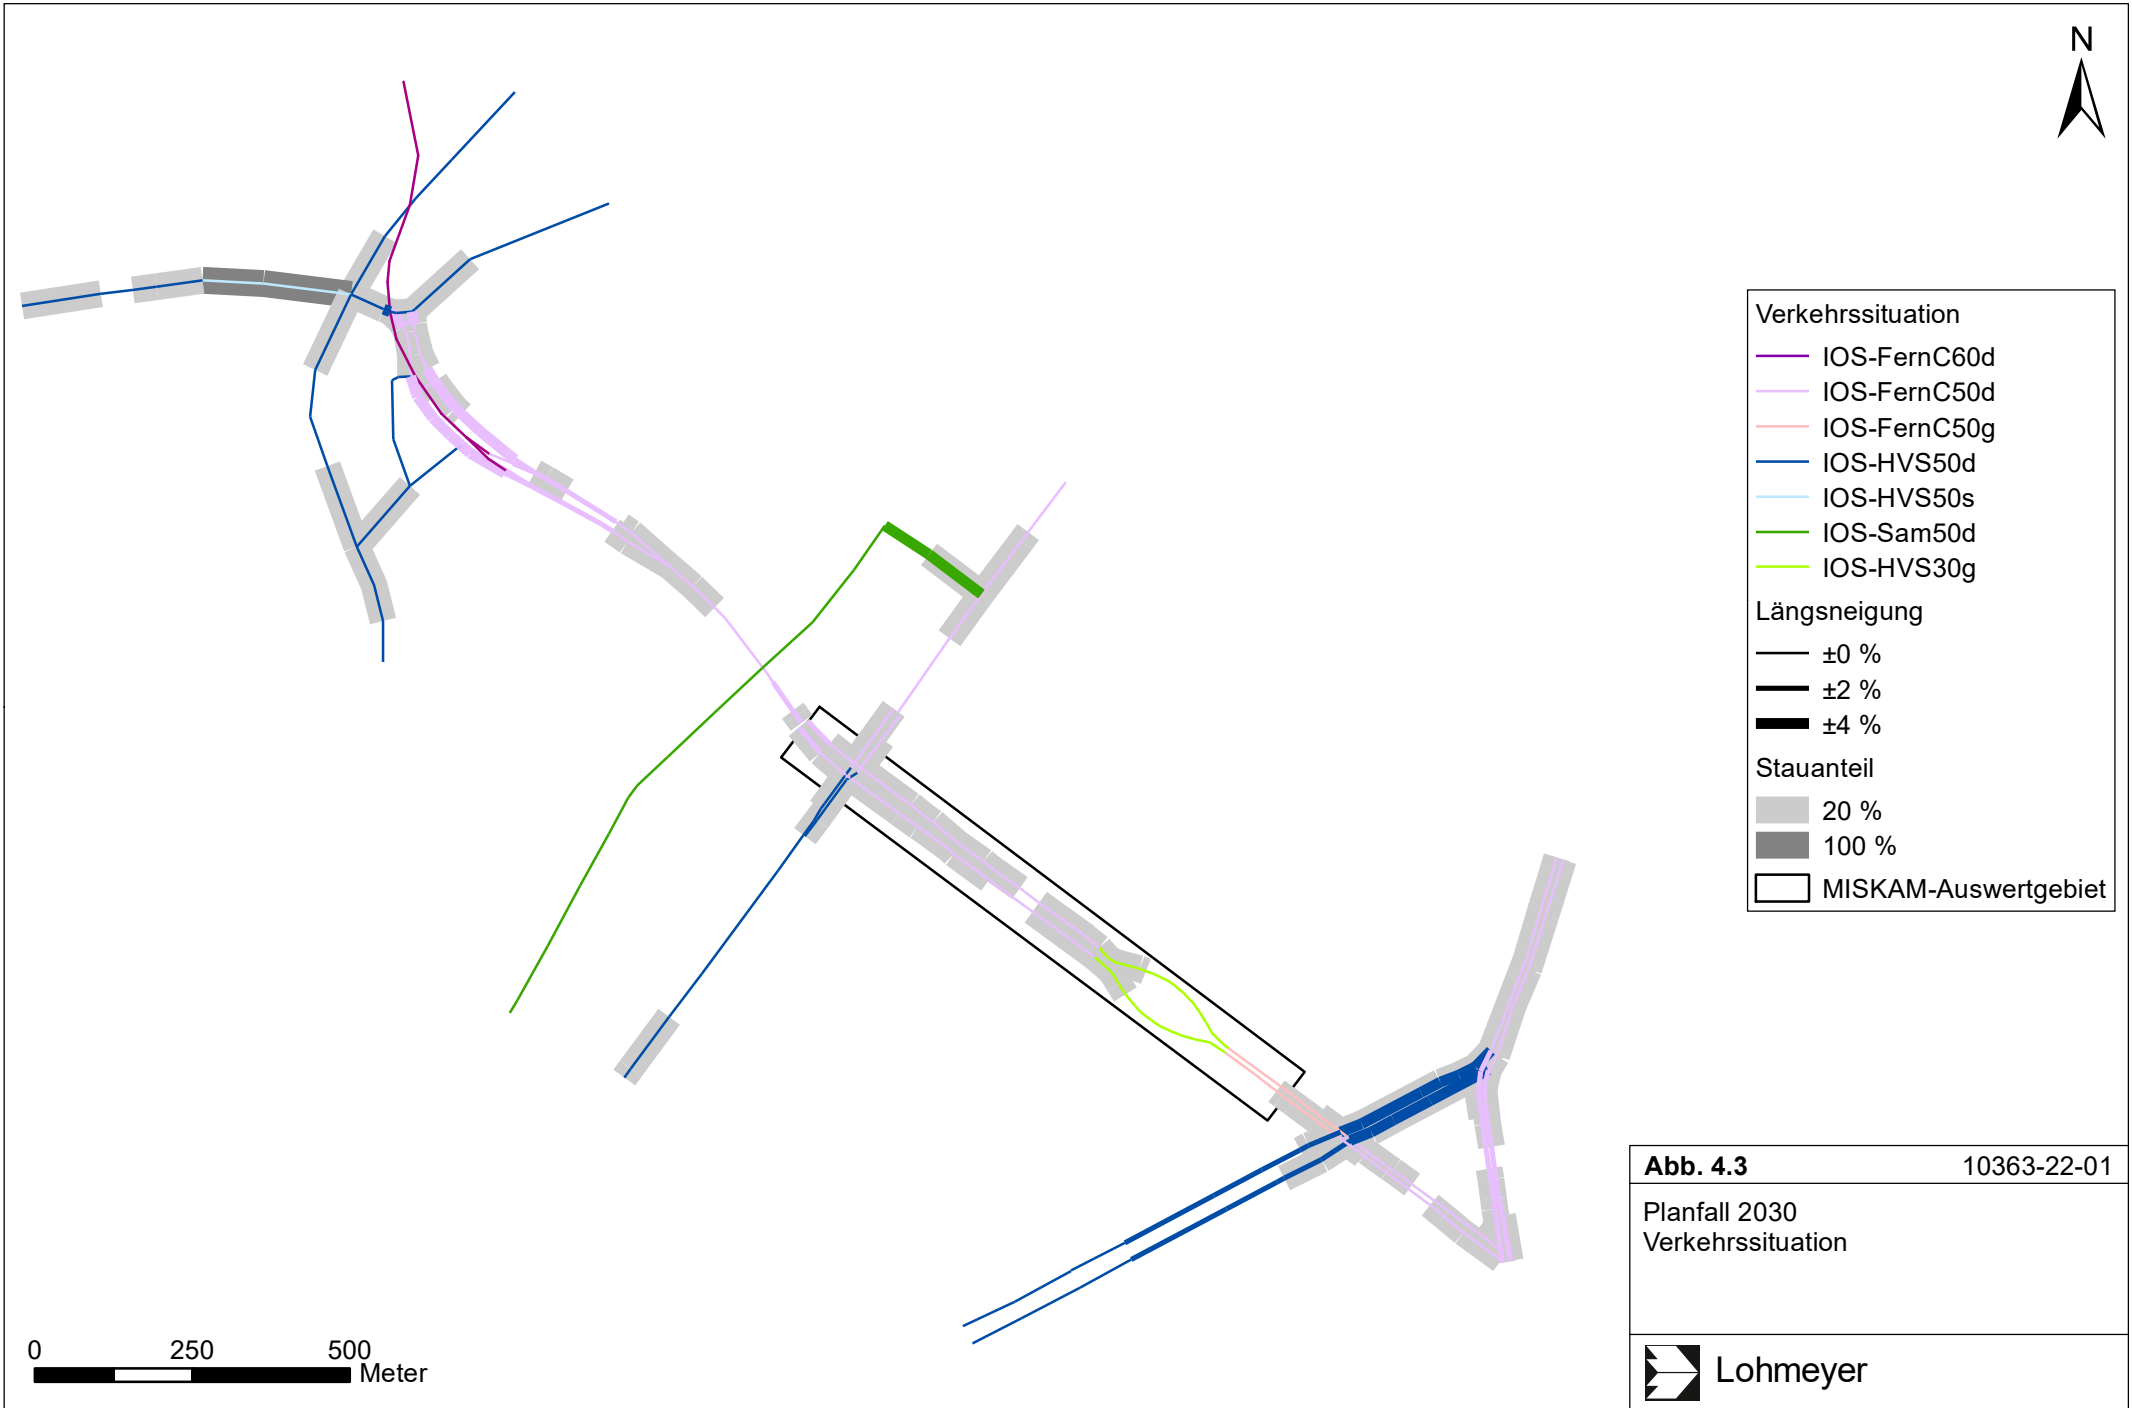 N
Verkehrssituation
IOS-FernC60d
IOS-FernC50d
IOS-FernC50g
IOS-HVS50d
IOS-HVS50s
IOS-Sam50d
IOS-HVS30g
Längsneigung
±0 %
±2 %
±4 %
Stauanteil
20 %
100 %
MISKAM-Auswertgebiet
Abb. 4.3 10363-22-01
Planfall 2030
Verkehrssituation
Lohmeyer
0 250 500
Meter